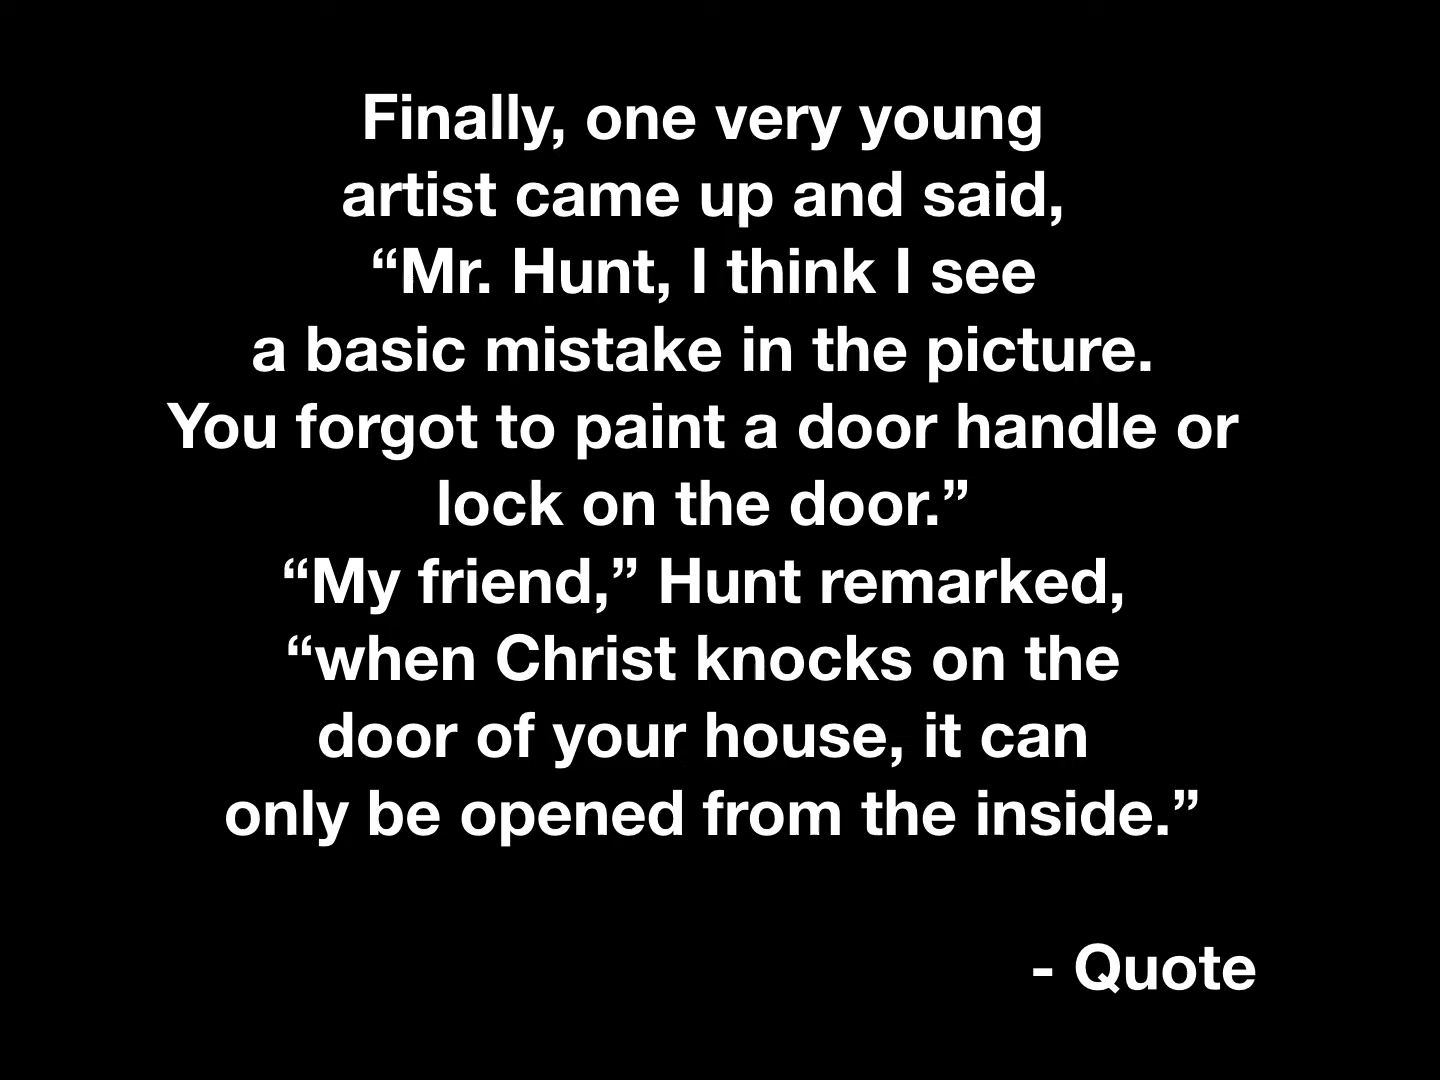 Finally, one very young
artist came up and said,
“Mr. Hunt, I think I see
a basic mistake in the picture.
You forgot to paint a door handle or
lock on the door.”
“My friend,” Hunt remarked,
“when Christ knocks on the
door of your house, it can
only be opened from the inside.”
- Quote